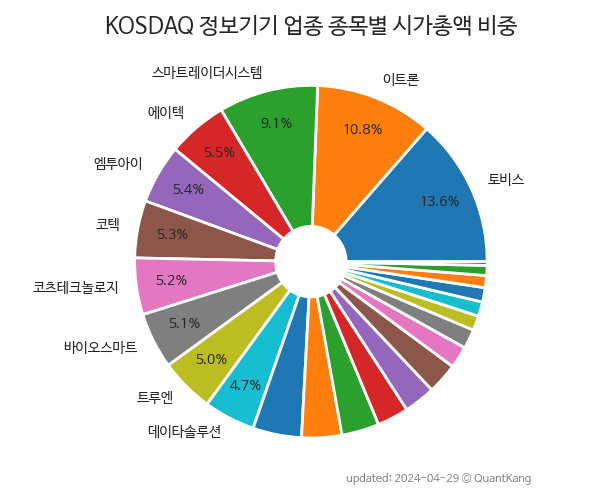 KOSDAQ 정보기기 업종 종목별 시가총액 비중
토비스
13.6%
이트론
10.8%
스마트레이더시스템
9.1%
에이텍
5.5%
엠투아이
5.4%
코텍
5.3%
코츠테크놀로지
5.2%
바이오스마트
5.1%
트루엔
5.0%
데이타솔루션
4.7%
updated: 2024-04-29 © QuantKang